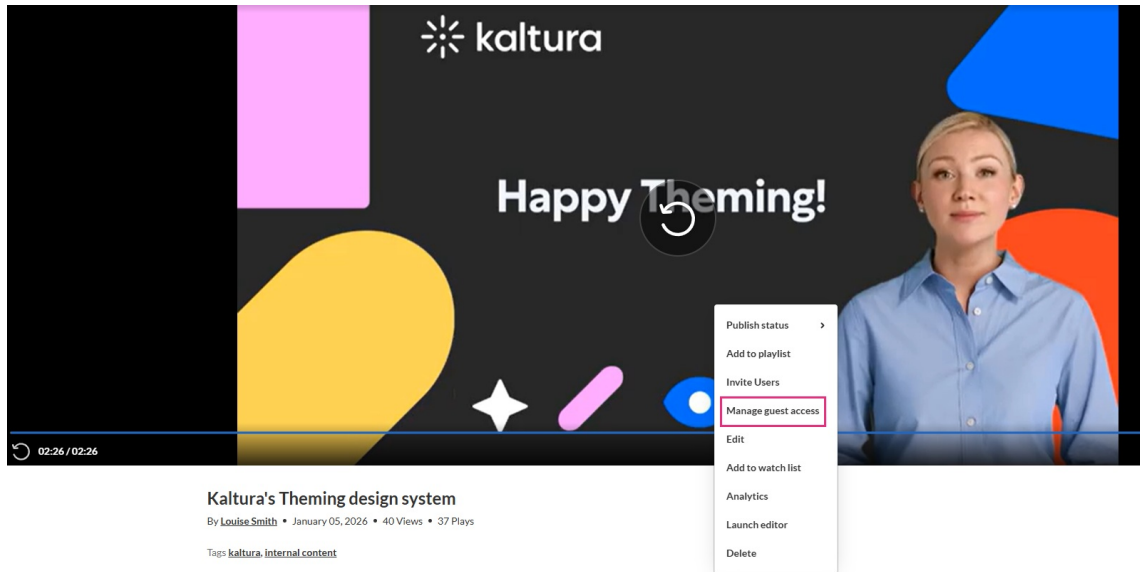 kaltura
Happy Theming!
Publish status
Add to playlist
Invite Users
Manage guest access
Edit
Add to watch list
Analytics
Launch editor
Delete
02:26 / 02:26
Kaltura's Theming design system
By Louise Smith • January 05, 2026 • 40 Views • 37 Plays
Tags kaltura, internal content